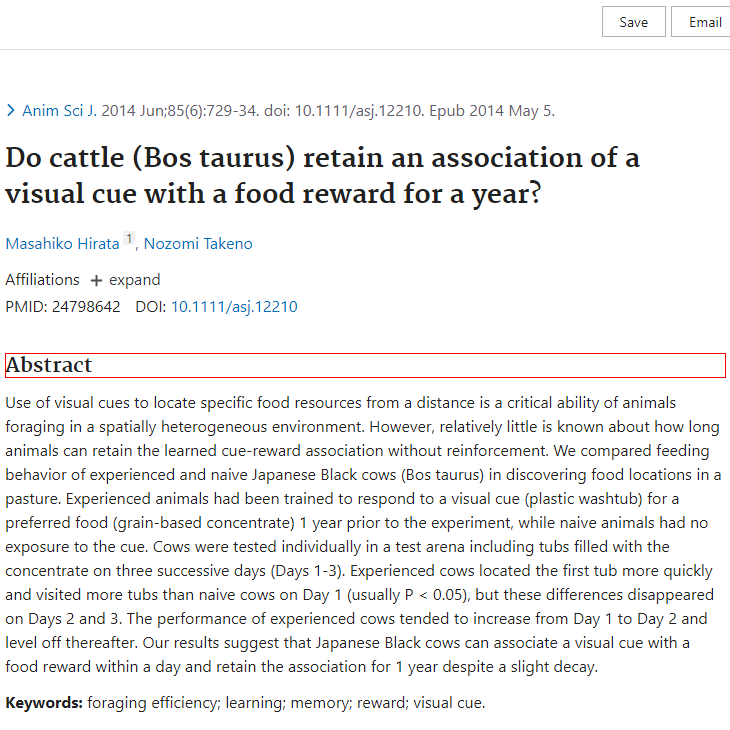 Save
Email
Anim Sci J. 2014 Jun;85(6):729-34. doi: 10.1111/asj.12210. Epub 2014 May 5.
Do cattle (Bos taurus) retain an association of a
visual cue with a food reward for a year?
Masahiko Hirata 1, Nozomi Takeno
Affiliations + expand
PMID: 24798642 DOI: 10.1111/asj.12210
Abstract
Use of visual cues to locate specific food resources from a distance is a critical ability of animals
foraging in a spatially heterogeneous environment. However, relatively little is known about how long
animals can retain the learned cue-reward association without reinforcement. We compared feeding
behavior of experienced and naive Japanese Black cows (Bos taurus) in discovering food locations in a
pasture. Experienced animals had been trained to respond to a visual cue (plastic washtub) for a
preferred food (grain-based concentrate) 1 year prior to the experiment, while naive animals had no
exposure to the cue. Cows were tested individually in a test arena including tubs filled with the
concentrate on three successive days (Days 1-3). Experienced cows located the first tub more quickly
and visited more tubs than naive cows on Day 1 (usually P < 0.05), but these differences disappeared
on Days 2 and 3. The performance of experienced cows tended to increase from Day 1 to Day 2 and
level off thereafter. Our results suggest that Japanese Black cows can associate a visual cue with a
food reward within a day and retain the association for 1 year despite a slight decay.
Keywords: foraging efficiency; learning; memory; reward; visual cue.